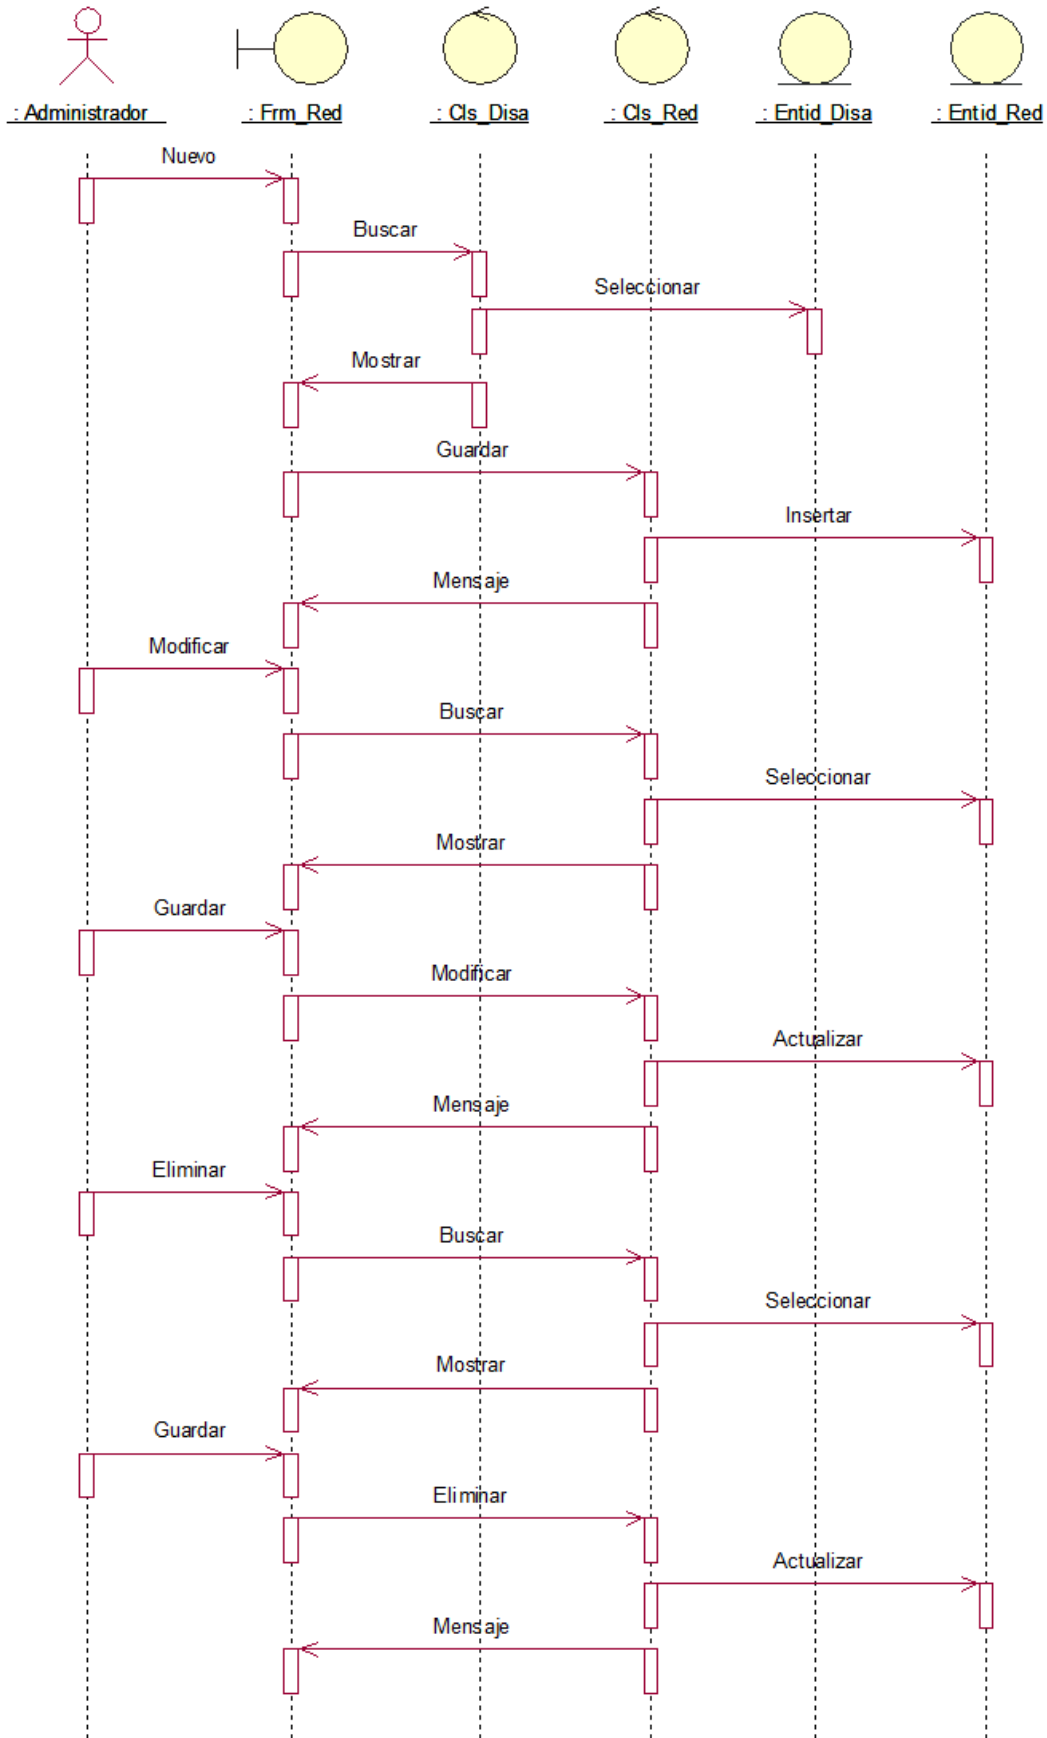 : Administrador
: Frm_Red
: Cls_Disa
: Cls_Red
: Entid_Disa
: Entid_Red
Nuevo
Buscar
Seleccionar
Mostrar
Guardar
Insertar
Mensaje
Modificar
Buscar
Seleccionar
Mostrar
Guardar
Modificar
Actualizar
Mensaje
Eliminar
Buscar
Seleccionar
Mostrar
Guardar
Eliminar
Actualizar
Mensaje